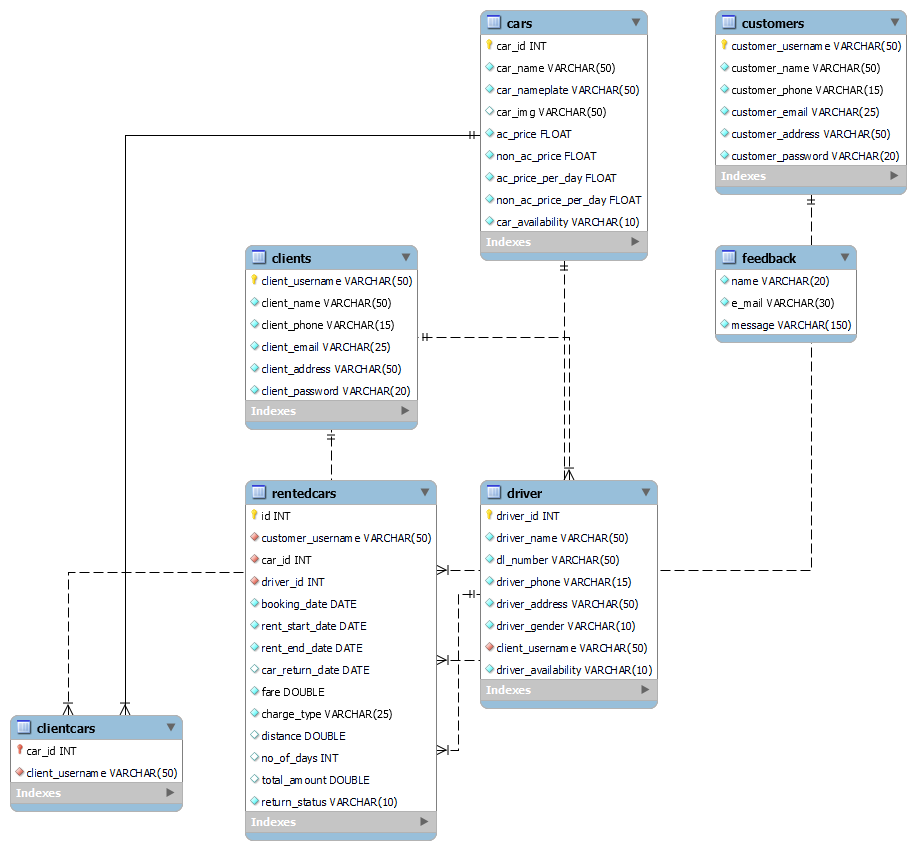 cars
car_id INT
car_name VARCHAR(50)
car_nameplate VARCHAR(50)
car_img VARCHAR(50)
ac_price FLOAT
non_ac_price FLOAT
ac_price_per_day FLOAT
non_ac_price_per_day FLOAT
car_availability VARCHAR(10)
Indexes
customers
customer_username VARCHAR(50)
customer_name VARCHAR(50)
customer_phone VARCHAR(15)
customer_email VARCHAR(25)
customer_address VARCHAR(50)
customer_password VARCHAR(20)
Indexes
clients
client_username VARCHAR(50)
client_name VARCHAR(50)
client_phone VARCHAR(15)
client_email VARCHAR(25)
client_address VARCHAR(50)
client_password VARCHAR(20)
Indexes
feedback
name VARCHAR(20)
e_mail VARCHAR(30)
message VARCHAR(150)
rentedcars
id INT
customer_username VARCHAR(50)
car_id INT
driver_id INT
booking_date DATE
rent_start_date DATE
rent_end_date DATE
car_return_date DATE
fare DOUBLE
charge_type VARCHAR(25)
distance DOUBLE
no_of_days INT
total_amount DOUBLE
return_status VARCHAR(10)
Indexes
driver
driver_id INT
driver_name VARCHAR(50)
dl_number VARCHAR(50)
driver_phone VARCHAR(15)
driver_address VARCHAR(50)
driver_gender VARCHAR(10)
client_username VARCHAR(50)
driver_availability VARCHAR(10)
Indexes
clientcars
car_id INT
client_username VARCHAR(50)
Indexes